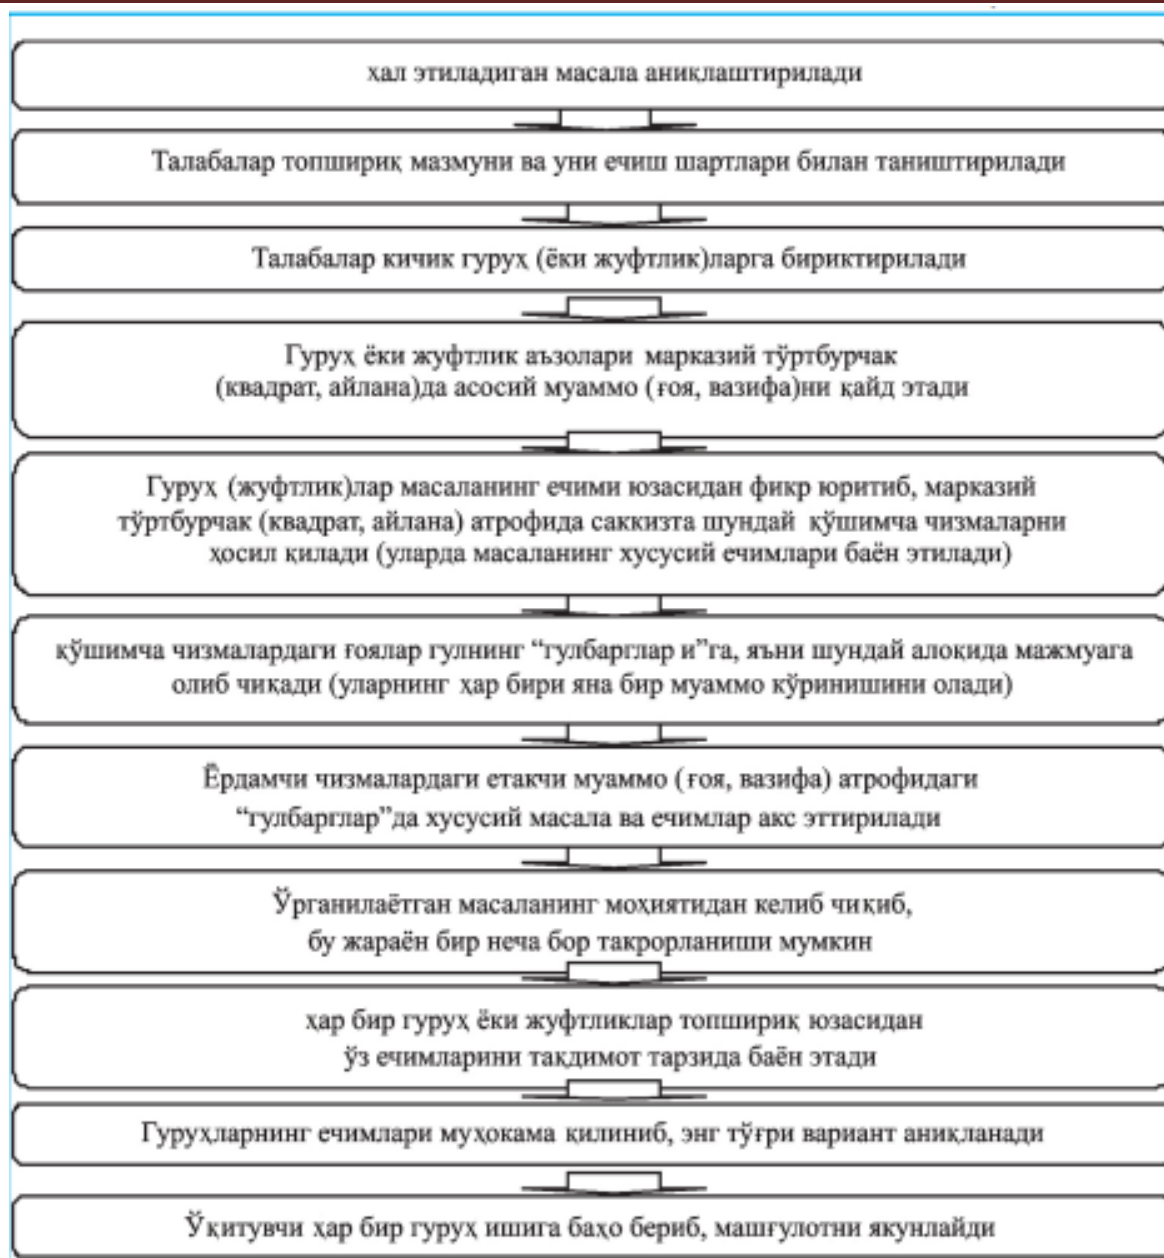 ҳал этиладиган масала аниқлаштирилади
Талабалар топшириқ мазмуни ва уни ечиш шартлари билан таништирилади
Талабалар кичик гуруҳ (ёки жуфтлик)ларга бириктирилади
Гуруҳ ёки жуфтлик аъзолари марказий тўртбурчак
(квадрат, айлана)да асосий муаммо (ғоя, вазифа)ни қайд этади
Гуруҳ (жуфтлик)лар масаланинг ечими юзасидан фикр юритиб, марказий
тўртбурчак (квадрат, айлана) атрофида саккизта шундай қўшимча чизмаларни
ҳосил қилади (уларда масаланинг хусусий ечимлари баён этилади)
қўшимча чизмалардаги ғоялар гулнинг “гулбарглар и”га, яъни шундай алоқида мажмуага
олиб чиқади (уларнинг ҳар бири яна бир муаммо кўринишини олади)
Ёрдамчи чизмалардаги етакчи муаммо (ғоя, вазифа) атрофидаги
“гулбарглар”да хусусий масала ва ечимлар акс эттирилади
Ўрганилаётган масаланинг моҳиятидан келиб чиқиб,
бу жараён бир неча бор такрорланиши мумкин
ҳар бир гуруҳ ёки жуфтликлар топшириқ юзасидан
ўз ечимларини тақдимот тарзида баён этади
Гуруҳларнинг ечимлари муҳокама қилиниб, энг тўғри вариант аниқланади
Ўқитувчи ҳар бир гуруҳ ишига баҳо бериб, машғулотни якунлайди